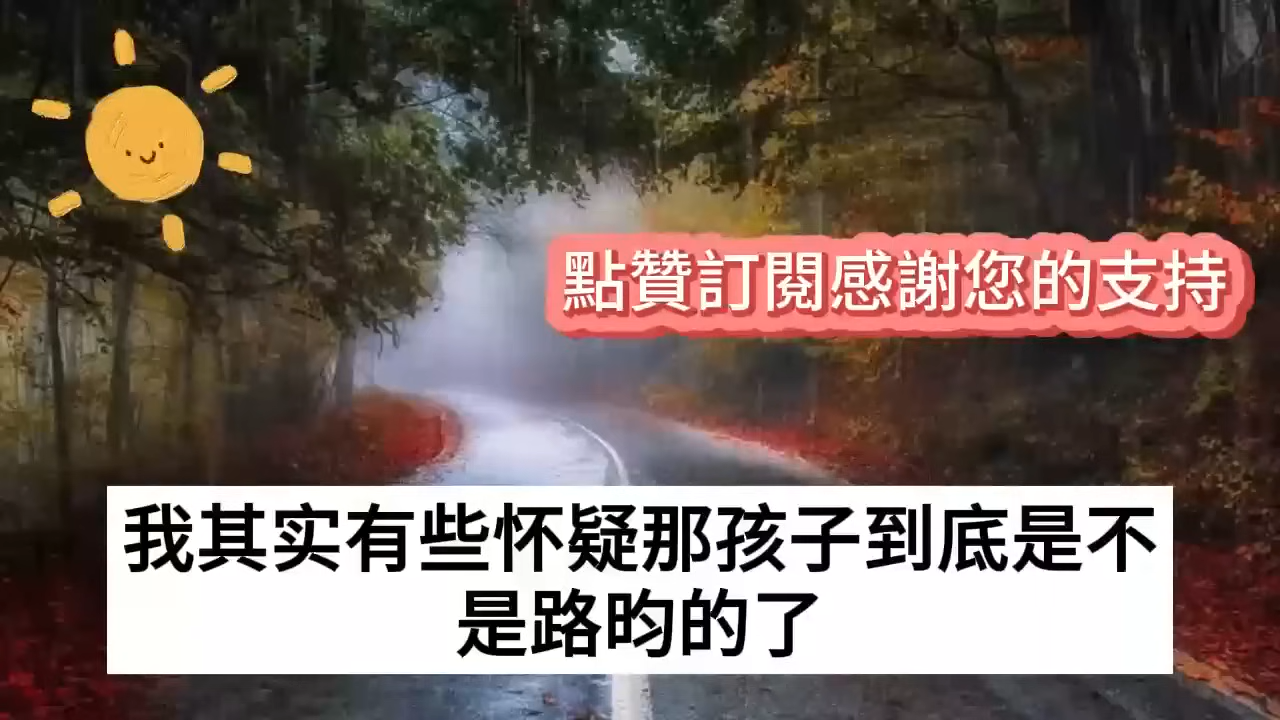 點贊訂閱感謝您的支持
我其实有些怀疑那孩子到底是不
是路昀的了